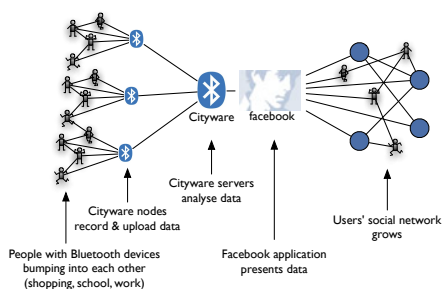 Cityware
facebook
Cityware servers
analyse data
Cityware nodes
record & upload data
Users' social network
grows
People with Bluetooth devices
bumping into each other
(shopping, school, work)
Facebook application
presents data